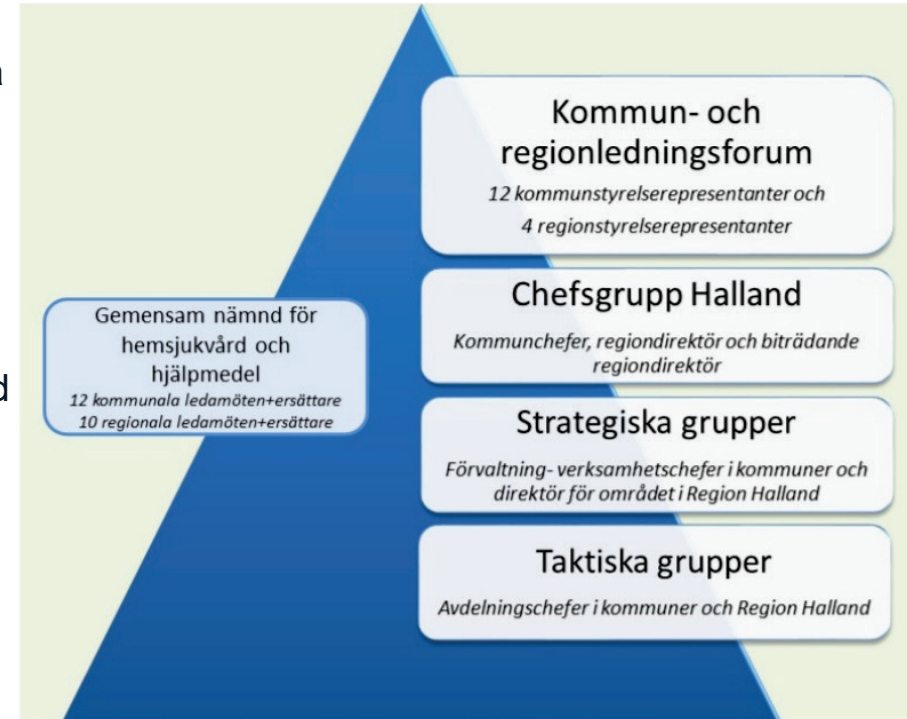 Kommun- och
regionledningsforum
12 kommunstyrelserepresentanter och
4 regionstyrelserepresentanter
Chefsgrupp Halland
Kommunchefer, regiondirektör och biträdande
regiondirektör
Gemensam nämnd för
hemsjukvård och
hjälpmedel
12 kommunala ledamöten+ersättare
10 regionala ledamöten+ersättare
Strategiska grupper
Förvaltning- verksamhetschefer i kommuner och
direktör för området i Region Halland
Taktiska grupper
Avdelningschefer i kommuner och Region Halland